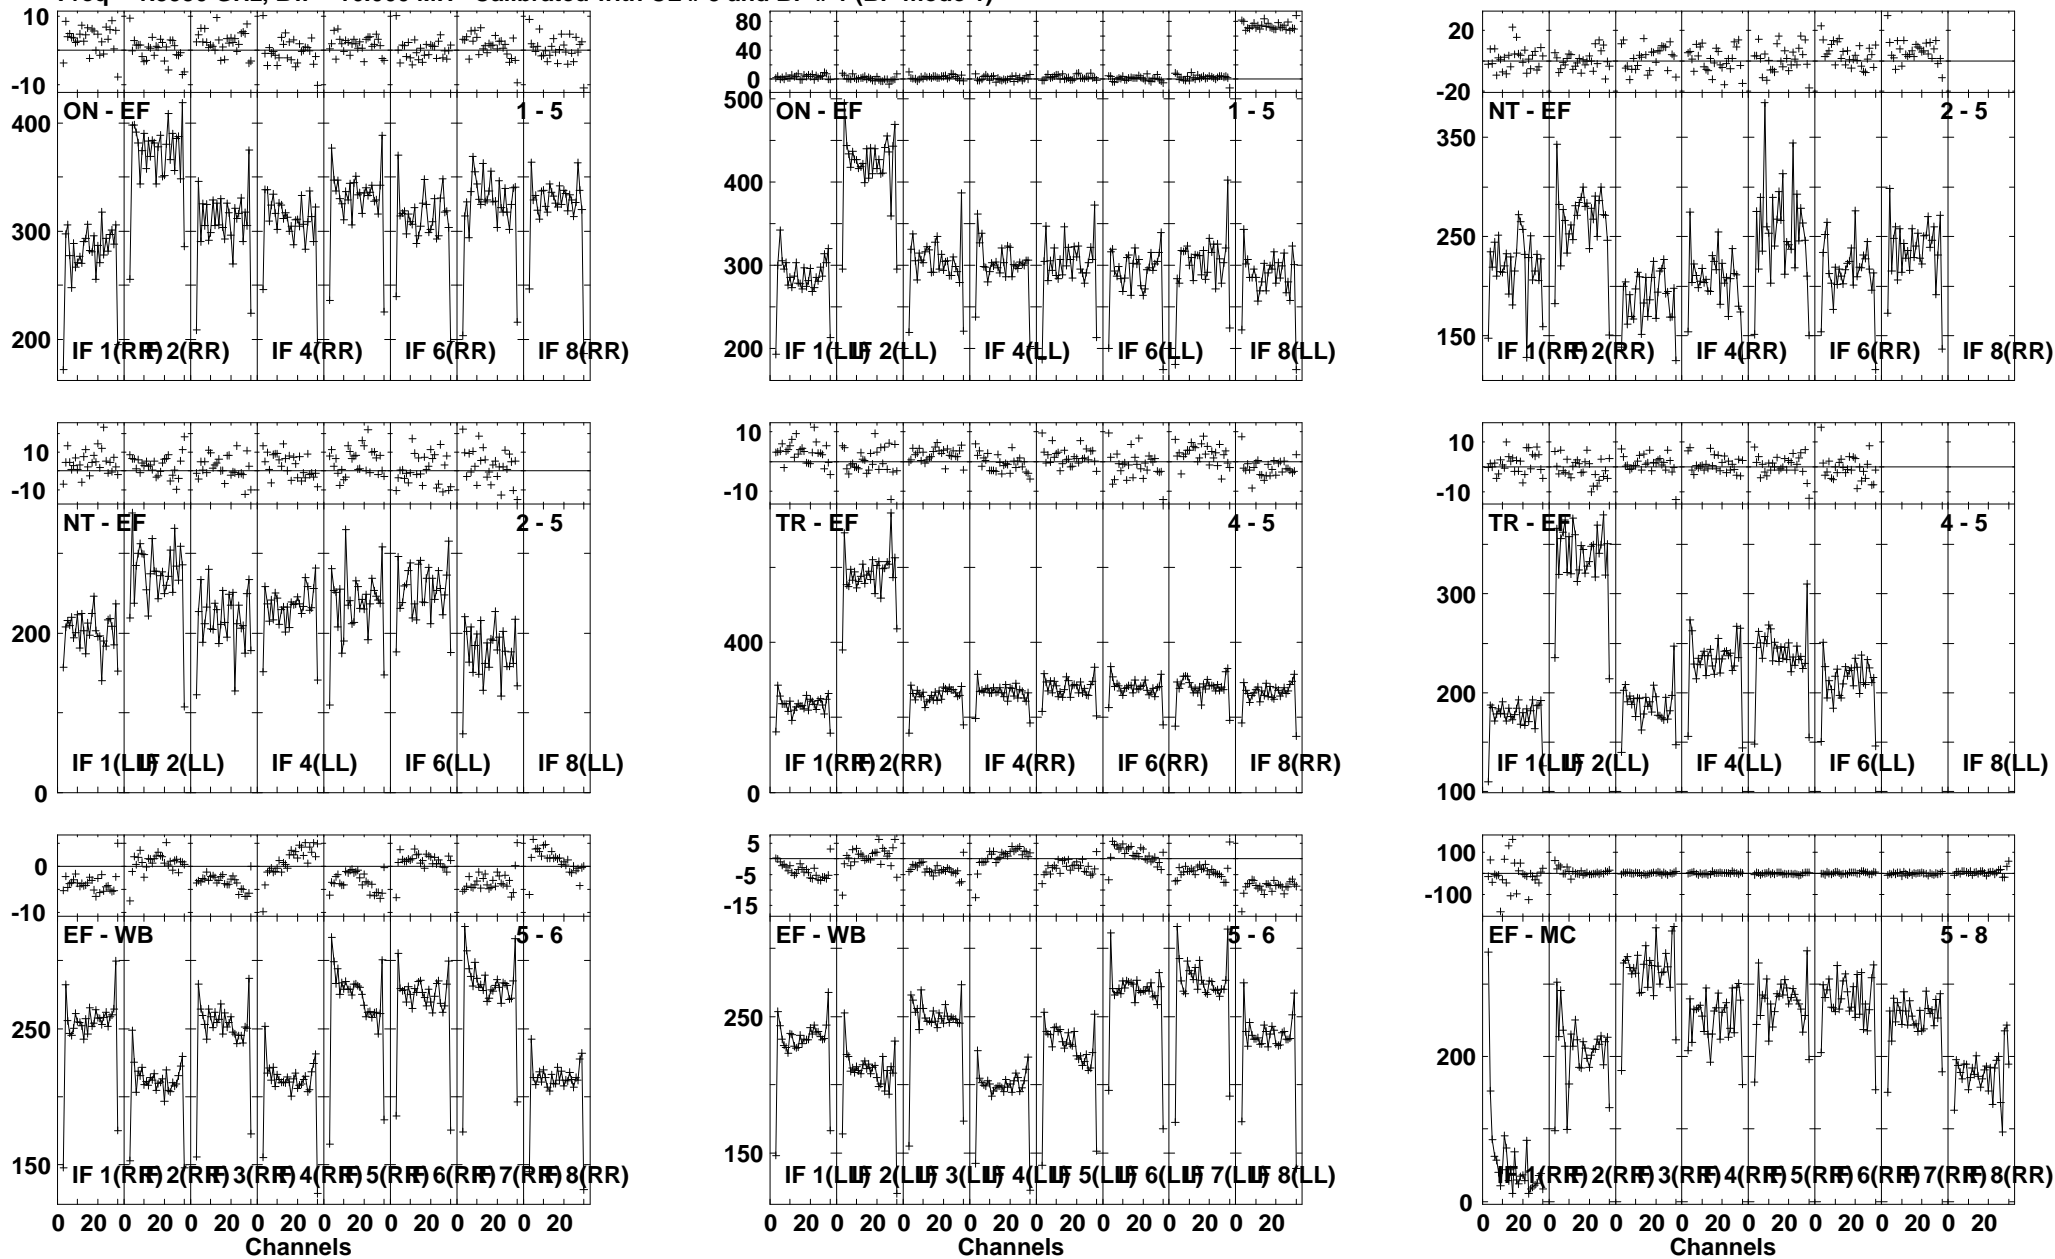 10
-10
400
300
200
ON - EF
1 - 5
IF 1(RR)
IF 2(RR)
IF 4(RR)
IF 6(RR)
IF 8(RR)
80
40
0
500
400
300
200
ON - EF
1 - 5
IF 1(LL)
IF 2(LL)
IF 4(LL)
IF 6(LL)
IF 8(LL)
20
-20
350
250
150
NT - EF
2 - 5
IF 1(RR)
IF 2(RR)
IF 4(RR)
IF 6(RR)
IF 8(RR)
10
-10
200
0
NT - EF
2 - 5
IF 1(LL)
IF 2(LL)
IF 4(LL)
IF 6(LL)
IF 8(LL)
10
-10
400
0
TR - EF
4 - 5
IF 1(RR)
IF 2(RR)
IF 4(RR)
IF 6(RR)
IF 8(RR)
10
-10
300
200
100
TR - EF
4 - 5
IF 1(LL)
IF 2(LL)
IF 4(LL)
IF 6(LL)
IF 8(LL)
0
-10
250
150
EF - WB
5 - 6
IF 1(RR)
IF 2(RR)
IF 3(RR)
IF 4(RR)
IF 5(RR)
IF 6(RR)
IF 7(RR)
IF 8(RR)
0 20 0 20 0 20 0 20 0 20 0 20 0 20 0 20
Channels
5
-5
-15
250
150
EF - WB
5 - 6
IF 1(LL)
IF 2(LL)
IF 3(LL)
IF 4(LL)
IF 5(LL)
IF 6(LL)
IF 7(LL)
IF 8(LL)
0 20 0 20 0 20 0 20 0 20 0 20 0 20 0 20
Channels
100
-100
200
0
EF - MC
5 - 8
IF 1(RR)
IF 2(RR)
IF 3(RR)
IF 4(RR)
IF 5(RR)
IF 6(RR)
IF 7(RR)
IF 8(RR)
0 20 0 20 0 20 0 20 0 20 0 20 0 20 0 20
Channels